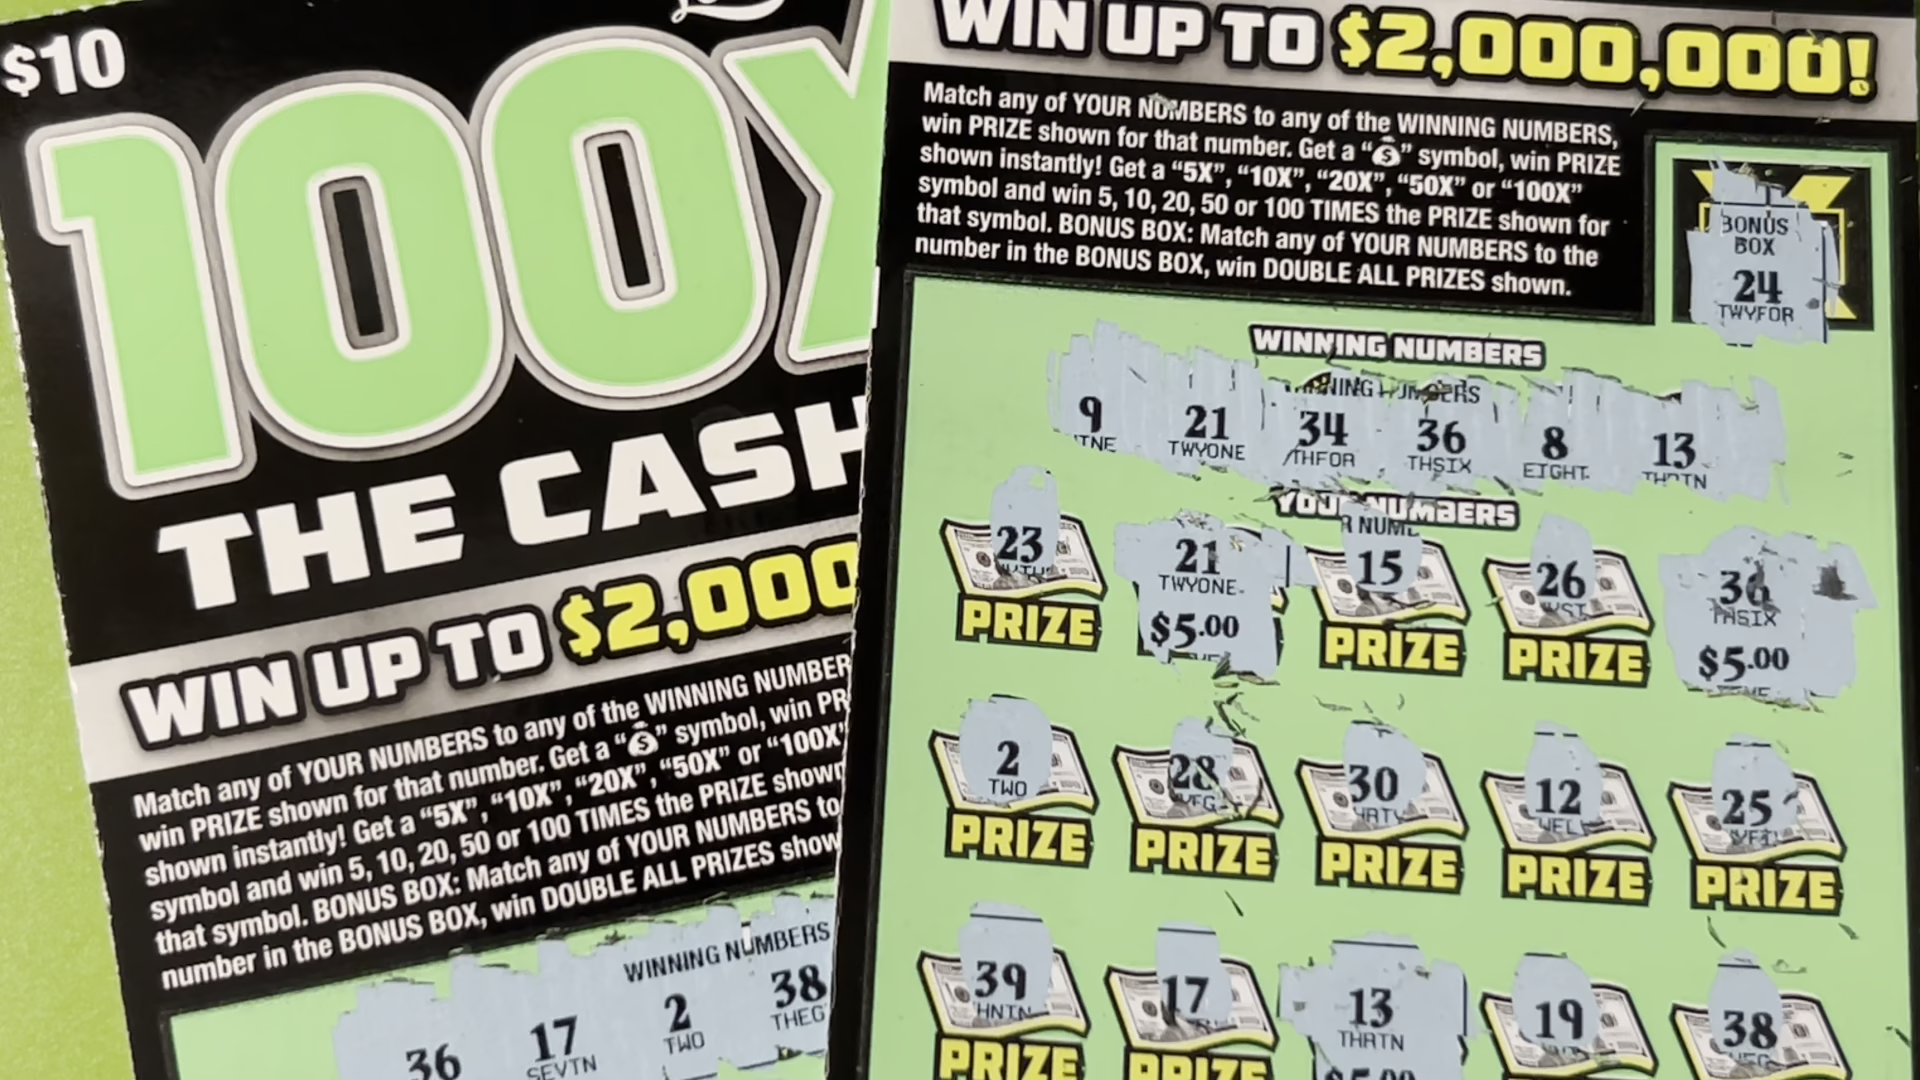 $10
100X
THE CASH
WIN UP TO $2,000
Match any of YOUR NUMBERS to any of the WINNING NUMBER
win PRIZE shown for that number. Get a "$" symbol, win PR
shown instantly! Get a "5X", "10X", "20X", "50X" or "100X"
symbol and win 5, 10, 20, 50 or 100 TIMES the PRIZE shown
that symbol. BONUS BOX: Match any of YOUR NUMBERS to
number in the BONUS BOX, win DOUBLE ALL PRIZES show
WINNING NUMBERS
36 17 2 38
SEVTN TWO THEG
WIN UP TO $2,000,000!
Match any of YOUR NUMBERS to any of the WINNING NUMBERS,
win PRIZE shown for that number. Get a "$" symbol, win PRIZE
shown instantly! Get a "5X", "10X", "20X", "50X" or "100X"
symbol and win 5, 10, 20, 50 or 100 TIMES the PRIZE shown for
that symbol. BONUS BOX: Match any of YOUR NUMBERS to the
number in the BONUS BOX, win DOUBLE ALL PRIZES shown.
BONUS
BOX
24
TWYFOR
WINNING NUMBERS
9 21 34 36 8 13
TWYONE THFOR THSIX EIGHT
YOUR NUMBERS
R NUM
23 21 15 26 36
TWYONE THSIX
PRIZE $5.00 PRIZE PRIZE $5.00
2 28 30 12 25
TWO
PRIZE PRIZE PRIZE PRIZE PRIZE
39 17 13 19 38
THRTN
PRIZE PRIZE $5.00